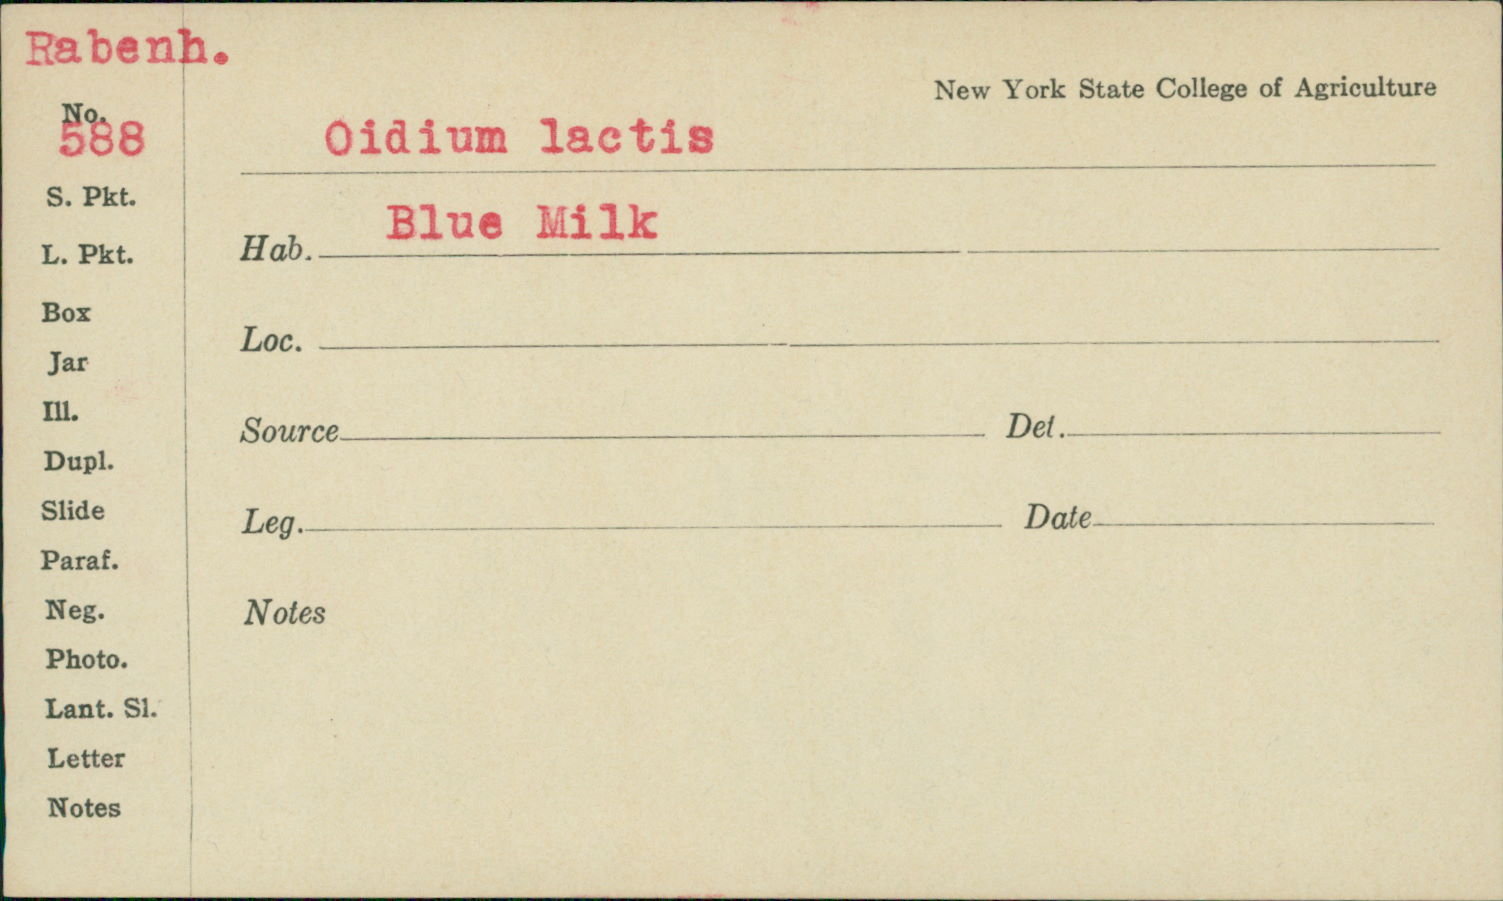 Rabenh.
New York State College of Agriculture
No.
588
Oidium lactis
S. Pkt.
Hab. Blue Milk
L. Pkt.
Box
Loc.
Jar
Ill.
Source Det.
Dupl.
Slide
Leg. Date
Paraf.
Neg.
Notes
Photo.
Lant. Sl.
Letter
Notes